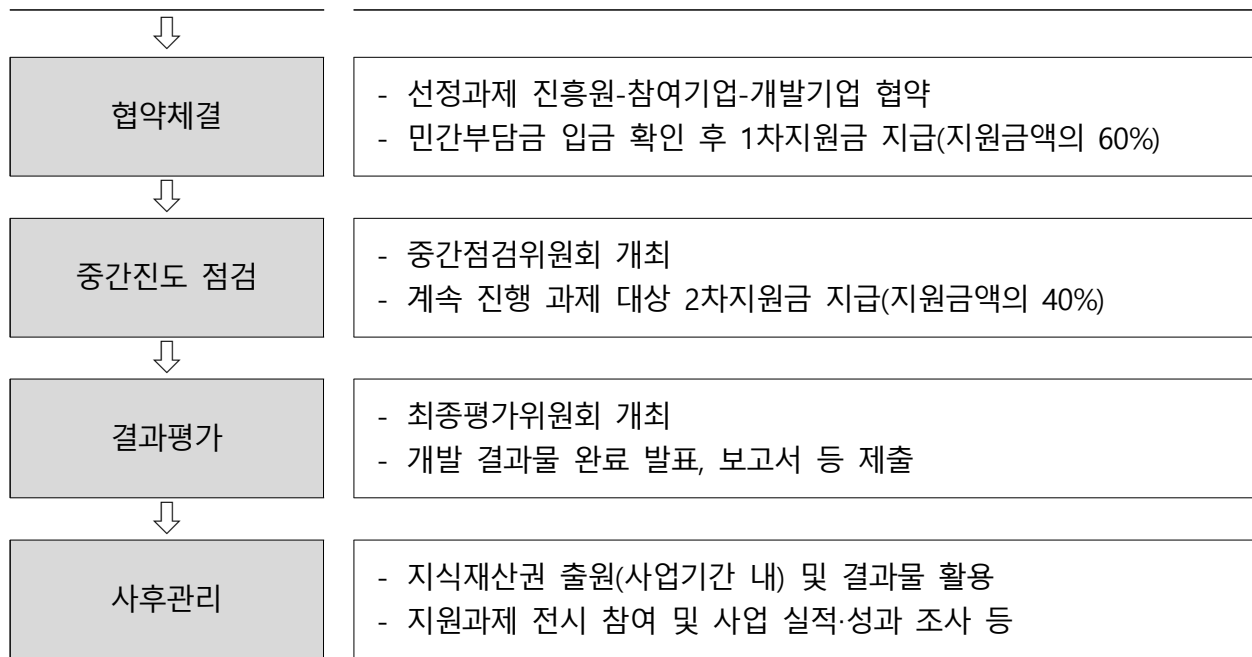 협약체결
- 선정과제 진흥원-참여기업-개발기업 협약
- 민간부담금 입금 확인 후 1차지원금 지급(지원금액의 60%)
중간진도 점검
- 중간점검위원회 개최
- 계속 진행 과제 대상 2차지원금 지급(지원금액의 40%)
결과평가
- 최종평가위원회 개최
- 개발 결과물 완료 발표, 보고서 등 제출
사후관리
- 지식재산권 출원(사업기간 내) 및 결과물 활용
- 지원과제 전시 참여 및 사업 실적·성과 조사 등